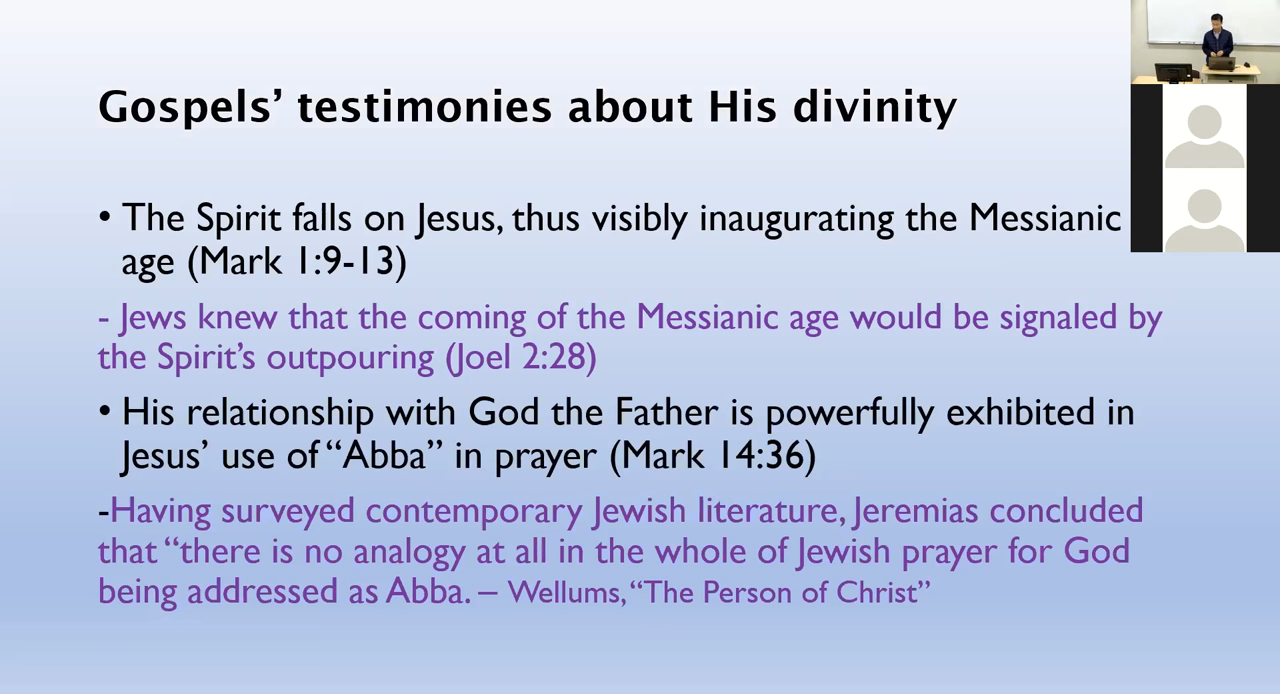 Gospels’ testimonies about His divinity
• The Spirit falls on Jesus, thus visibly inaugurating the Messianic
age (Mark 1:9-13)
- Jews knew that the coming of the Messianic age would be signaled by
the Spirit’s outpouring (Joel 2:28)
• His relationship with God the Father is powerfully exhibited in
Jesus’ use of “Abba” in prayer (Mark 14:36)
-Having surveyed contemporary Jewish literature, Jeremias concluded
that “there is no analogy at all in the whole of Jewish prayer for God
being addressed as Abba. – Wellums, “The Person of Christ”